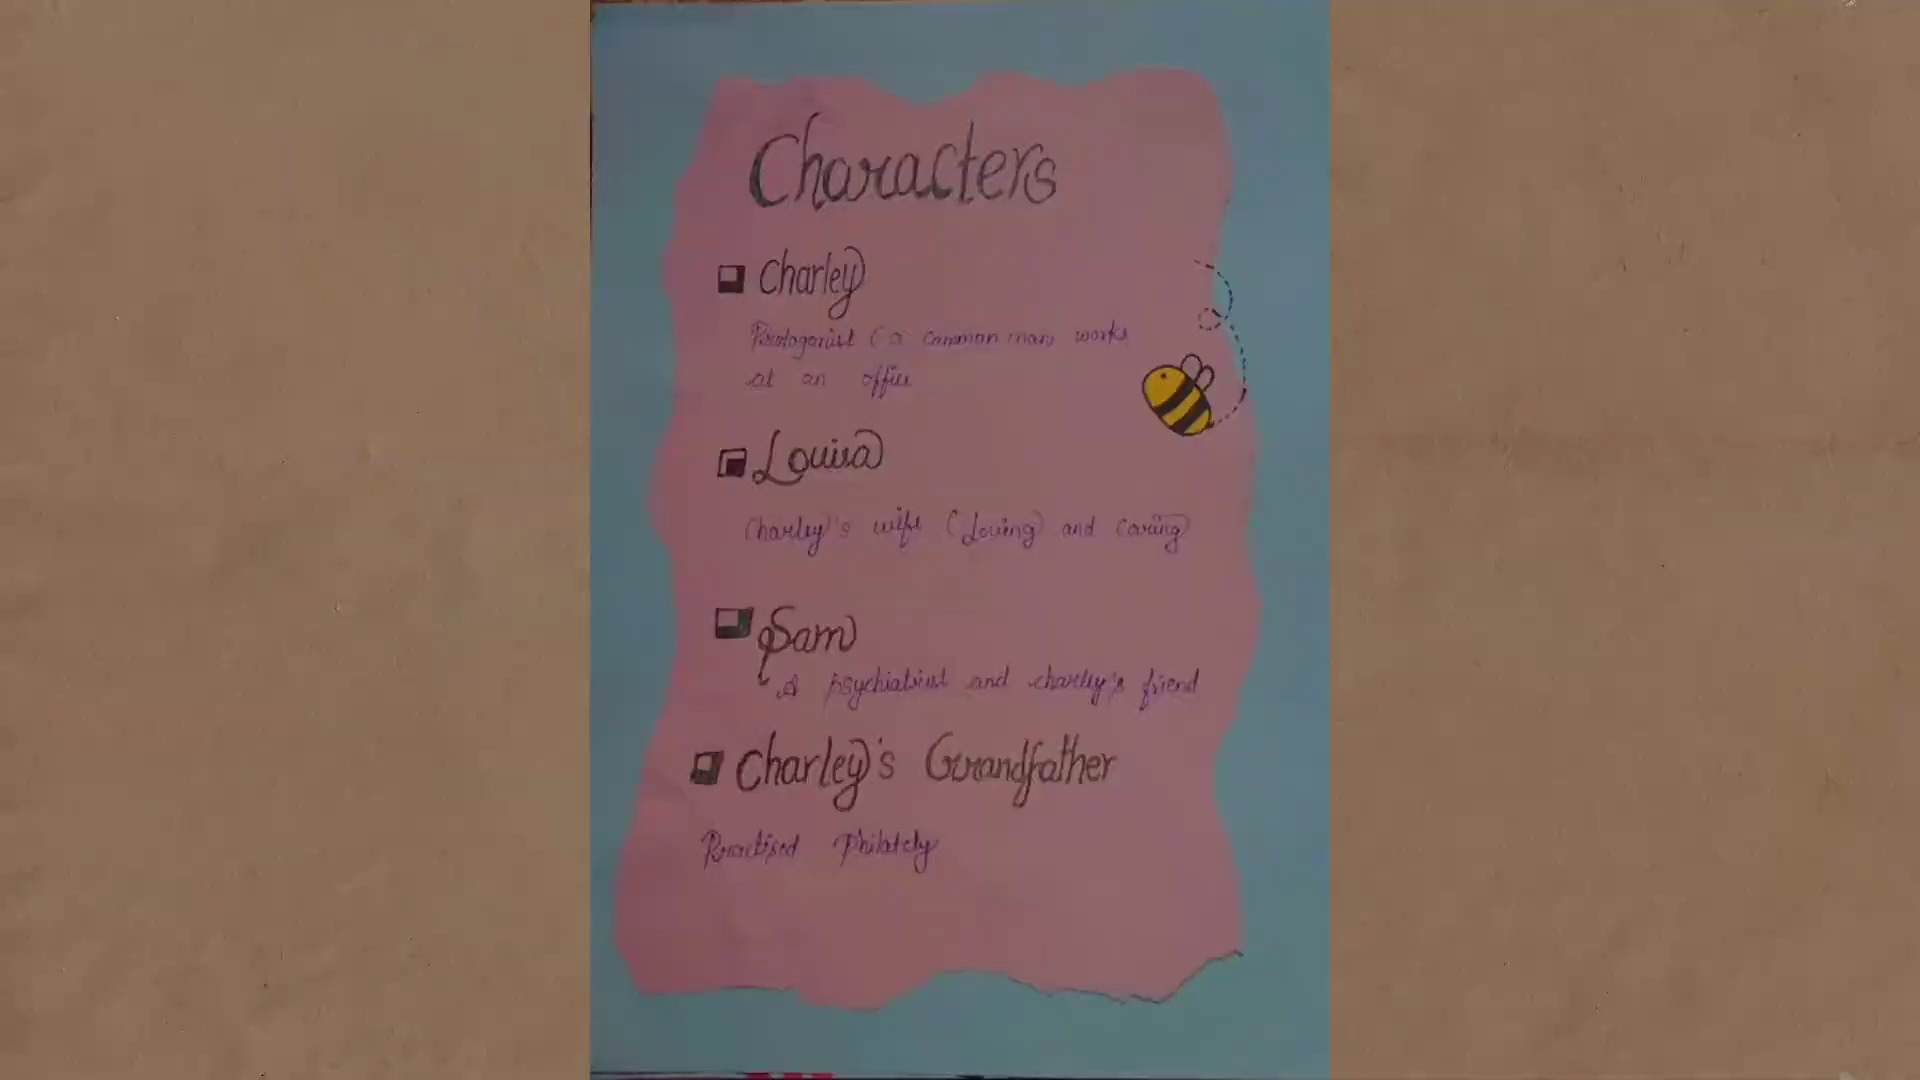 Characters
Charley
Protagonist (a common man) works
at an office
Louisa
Charley's wife (Loving) and Caring
Sam
A psychiatrist and charley's friend
Charley's Grandfather
Practised Philately